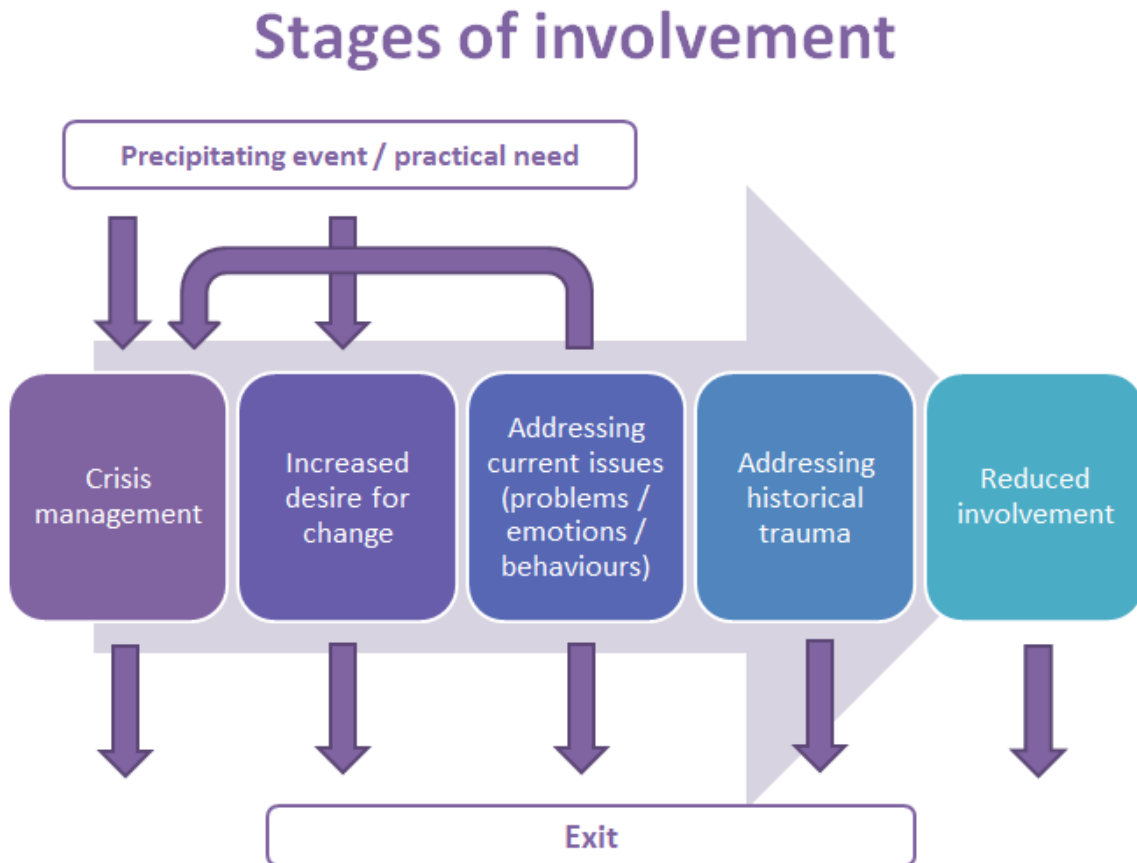 Stages of involvement
Precipitating event / practical need
Crisis
management
Increased
desire for
change
Addressing
current issues
(problems /
emotions /
behaviours)
Addressing
historical
trauma
Reduced
involvement
Exit